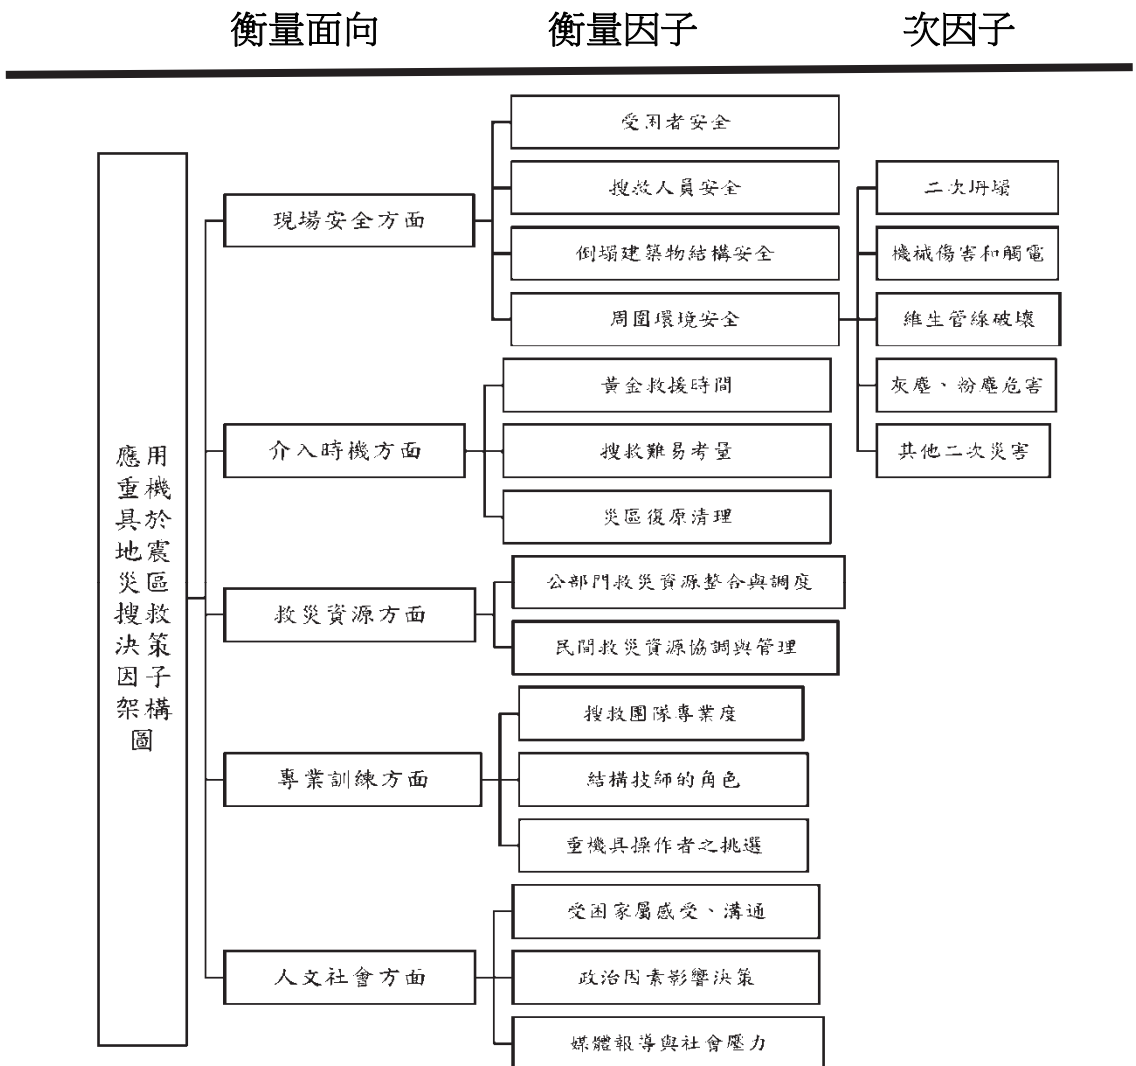 衡量面向
衡量因子
次因子
應用
重機
具於
地震
災區
搜救
決策
因子
架構
圖
現場安全方面
受困者安全
搜救人員安全
倒塌建築物結構安全
周圍環境安全
二次坍塌
機械傷害和觸電
維生管線破壞
灰塵、粉塵危害
其他二次災害
介入時機方面
黃金救援時間
搜救難易考量
災區復原清理
救災資源方面
公部門救災資源整合與調度
民間救災資源協調與管理
專業訓練方面
搜救團隊專業度
結構技師的角色
重機具操作者之挑選
人文社會方面
受困家屬感受、溝通
政治因素影響決策
媒體報導與社會壓力